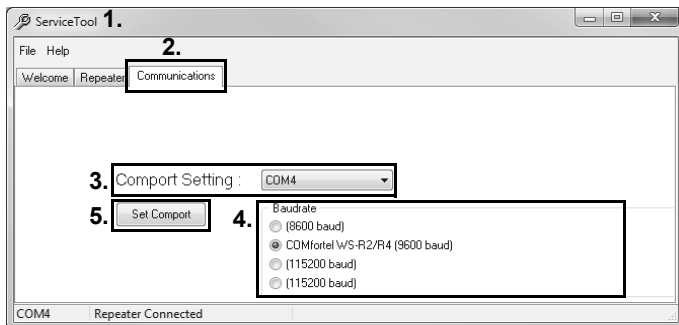 ServiceTool 1.
File Help
2.
Welcome Repeater Communications
3. Comport Setting : COM4
5. Set Comport 4. Baudrate
(8600 baud)
COMfortel WS-R2/R4 (9600 baud)
(115200 baud)
(115200 baud)
COM4 Repeater Connected